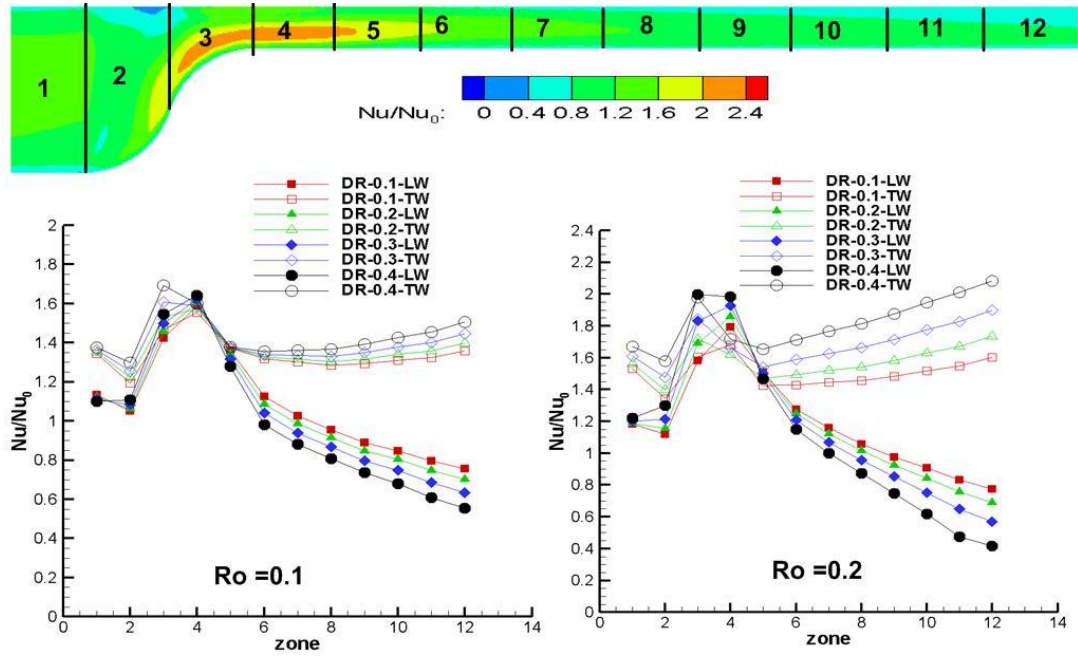 1 2 3 4 5 6 7 8 9 10 11 12
Nu/Nu₀: 0 0.4 0.8 1.2 1.6 2 2.4
DR-0.1-LW
DR-0.1-TW
DR-0.2-LW
DR-0.2-TW
DR-0.3-LW
DR-0.3-TW
DR-0.4-LW
DR-0.4-TW
2
1.8
1.6
1.4
1.2
1
0.8
0.6
0.4
0.2
0
Nu/Nu₀
Ro =0.1
0 2 4 6 8 10 12 14
zone
DR-0.1-LW
DR-0.1-TW
DR-0.2-LW
DR-0.2-TW
DR-0.3-LW
DR-0.3-TW
DR-0.4-LW
DR-0.4-TW
2.4
2.2
2
1.8
1.6
1.4
1.2
1
0.8
0.6
0.4
0.2
0
Nu/Nu₀
Ro =0.2
0 2 4 6 8 10 12 14
zone